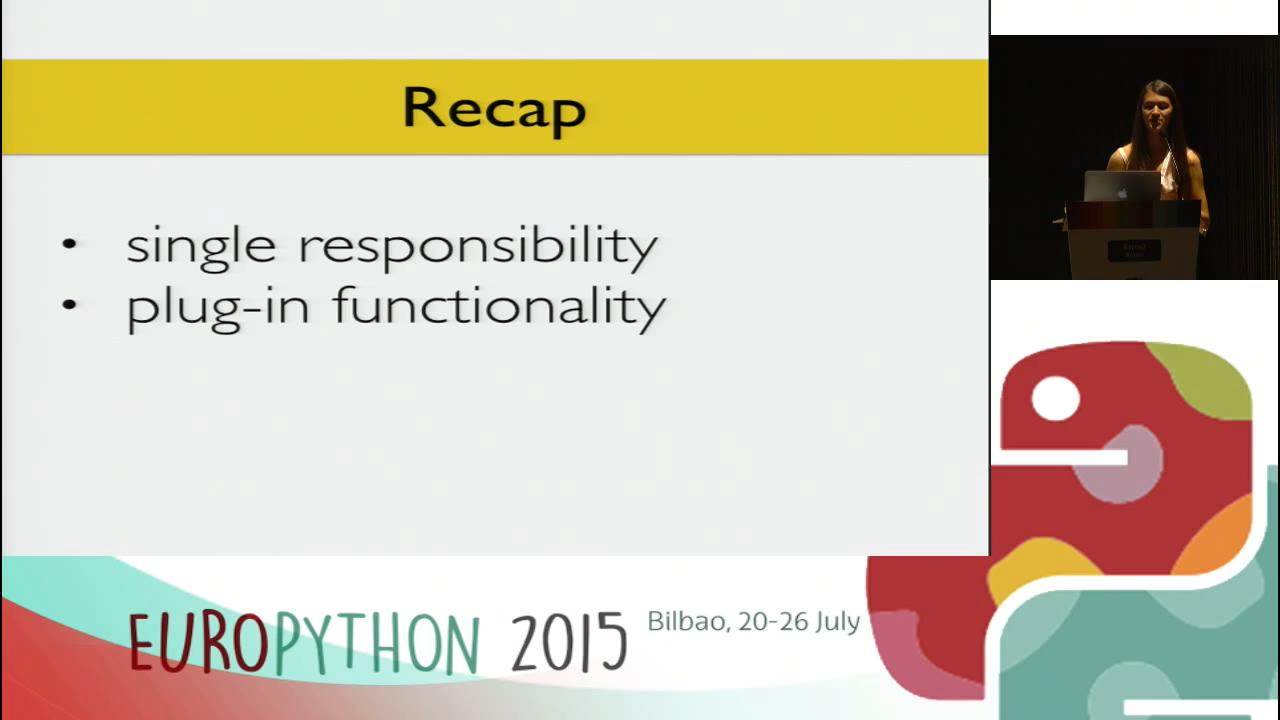 Recap
• single responsibility
• plug-in functionality
EUROPYTHON 2015
Bilbao, 20-26 July